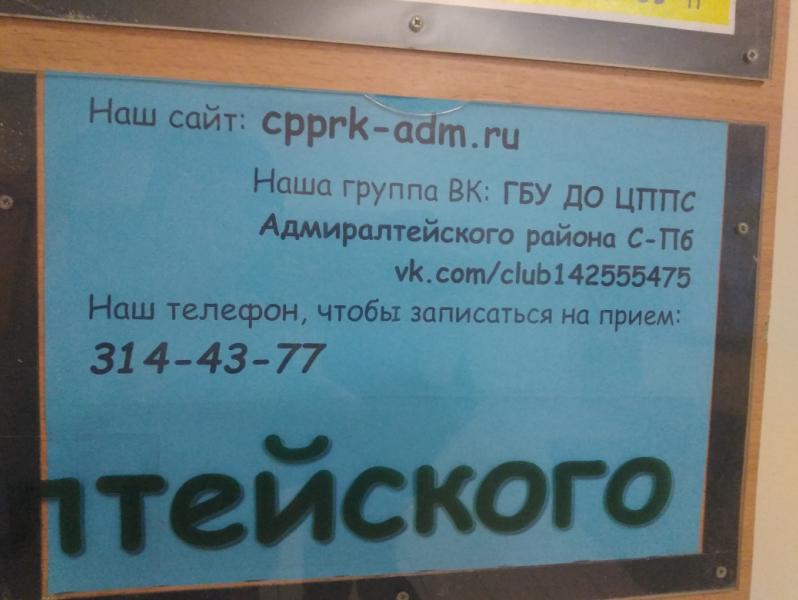 Наш сайт: cpprk-adm.ru
Наша группа ВК: ГБУ ДО ЦППС
Адмиралтейского района С-Пб
vk.com/club142555475
Наш телефон, чтобы записаться на прием:
314-43-77
лтейского